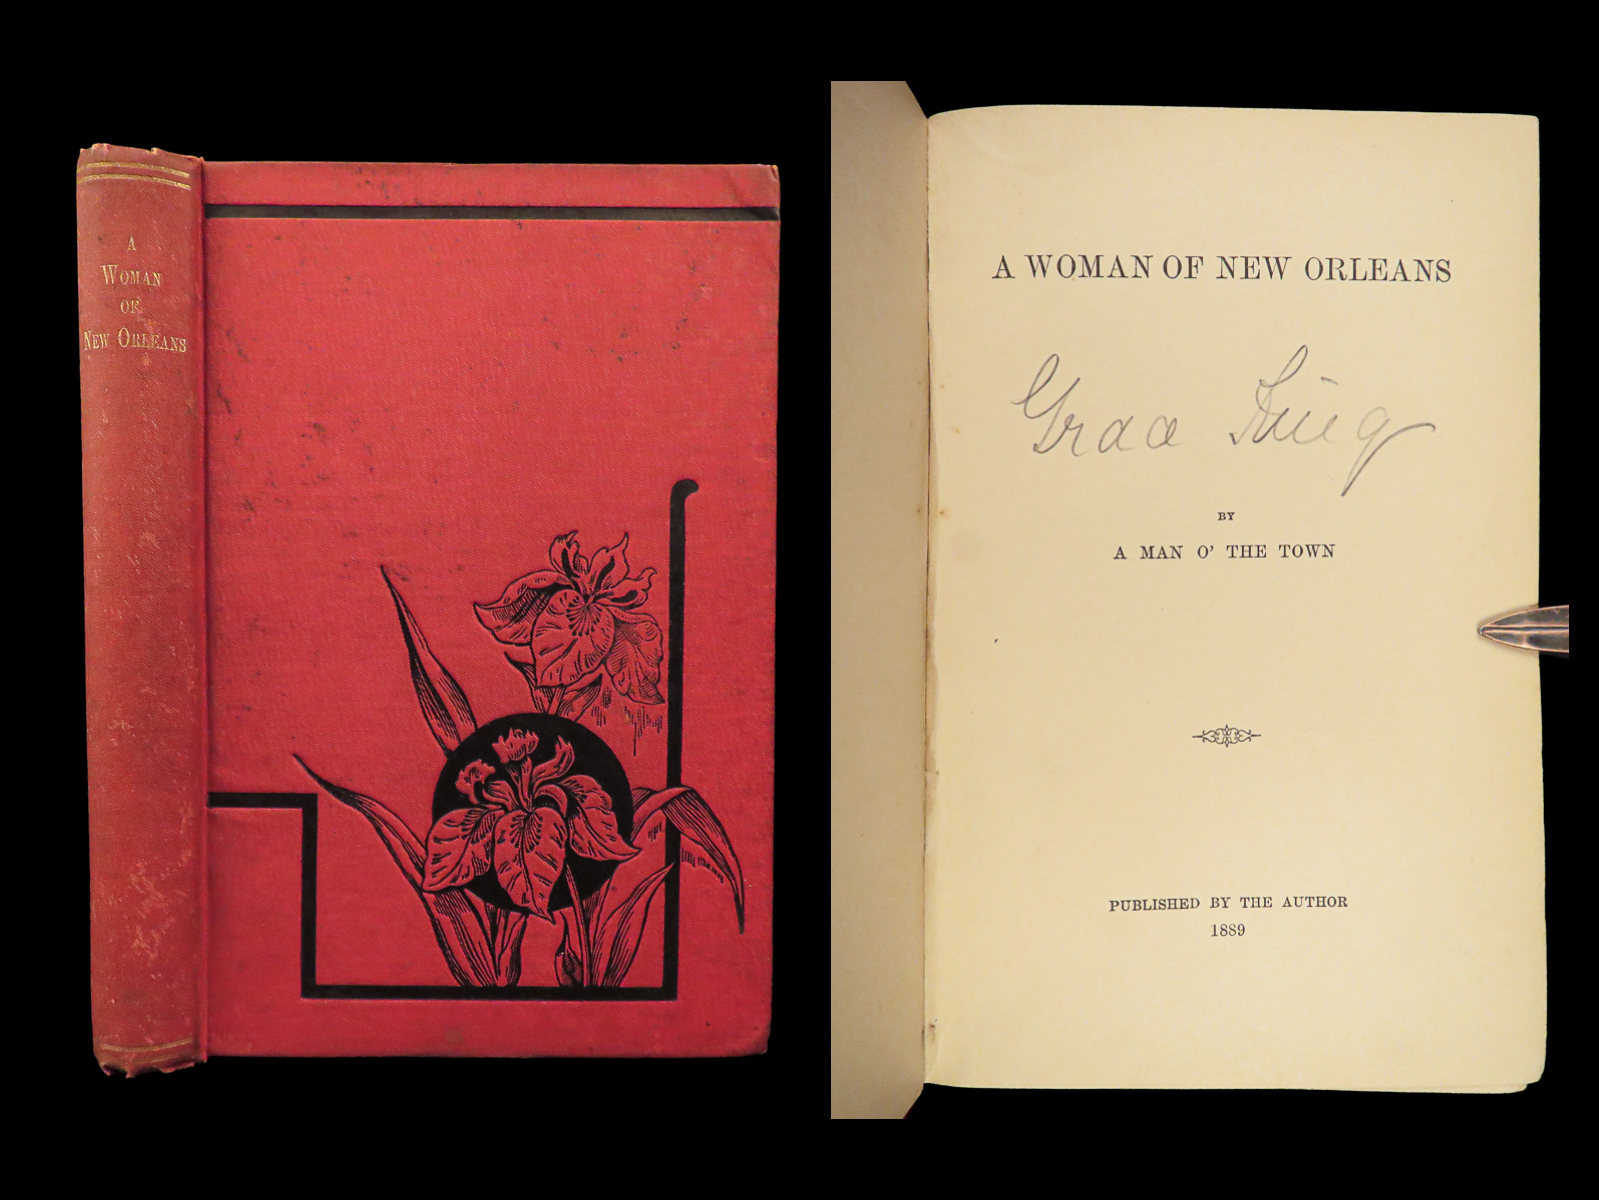 A
WOMAN
OF
NEW ORLEANS
A WOMAN OF NEW ORLEANS
Grace King
BY
A MAN O' THE TOWN
PUBLISHED BY THE AUTHOR
1889